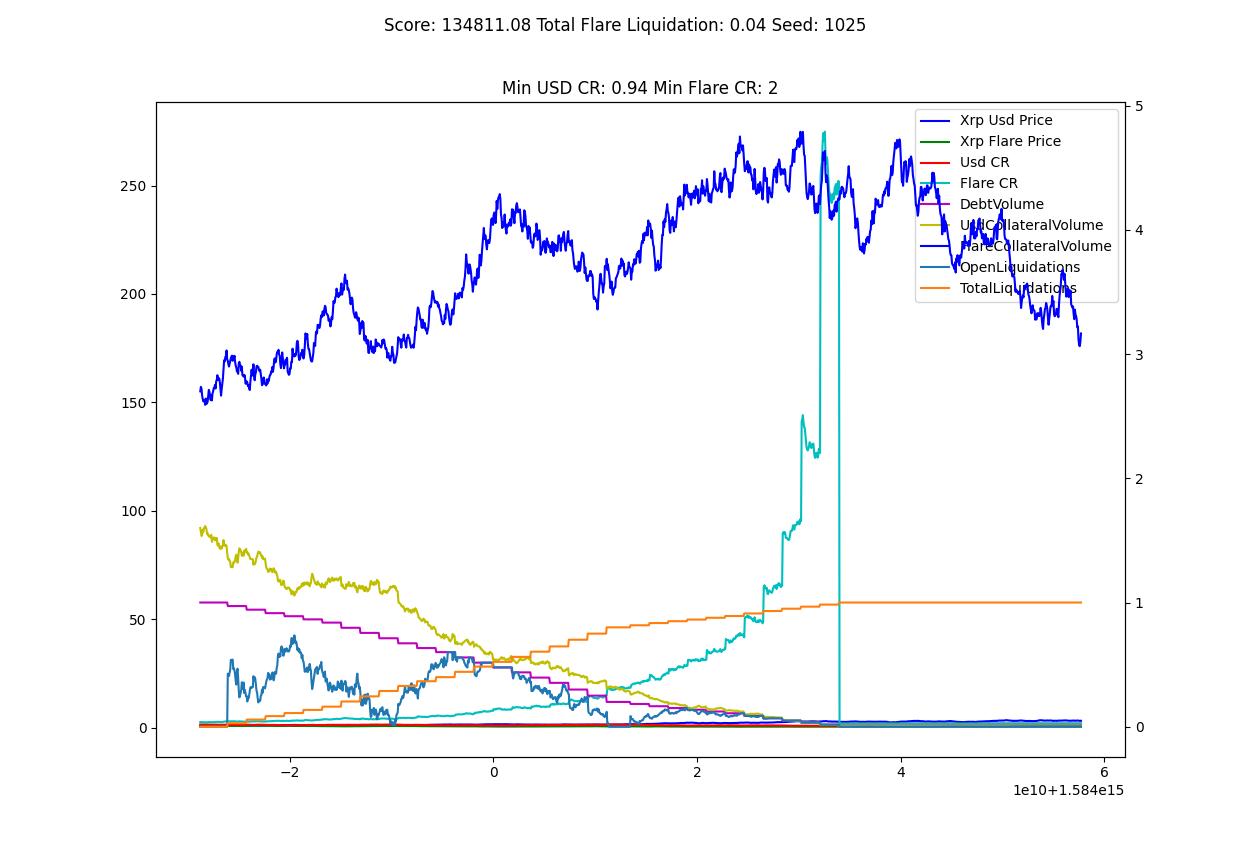 Score: 134811.08 Total Flare Liquidation: 0.04 Seed: 1025
Min USD CR: 0.94 Min Flare CR: 2
Xrp Usd Price
Xrp Flare Price
Usd CR
Flare CR
DebtVolume
UsdCollateralVolume
FlareCollateralVolume
OpenLiquidations
TotalLiquidations
250
200
150
100
50
0
5
4
3
2
1
0
−2
0
2
4
6
1e10+1.584e15